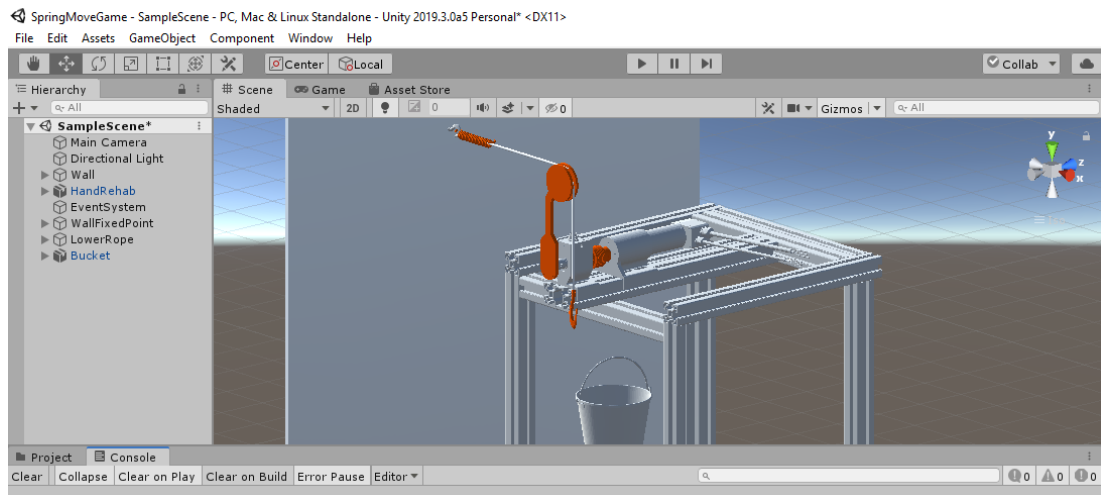 SpringMoveGame - SampleScene - PC, Mac & Linux Standalone - Unity 2019.3.0a5 Personal* <DX11>
File Edit Assets GameObject Component Window Help
Center Local Collab
Hierarchy # Scene Game Asset Store
All Shaded 2D 0 0 Gizmos All
SampleScene*
Main Camera
Directional Light
Wall
HandRehab
EventSystem
WallFixedPoint
LowerRope
Bucket
y
z
x
Project Console
Clear Collapse Clear on Play Clear on Build Error Pause Editor 0 0 0